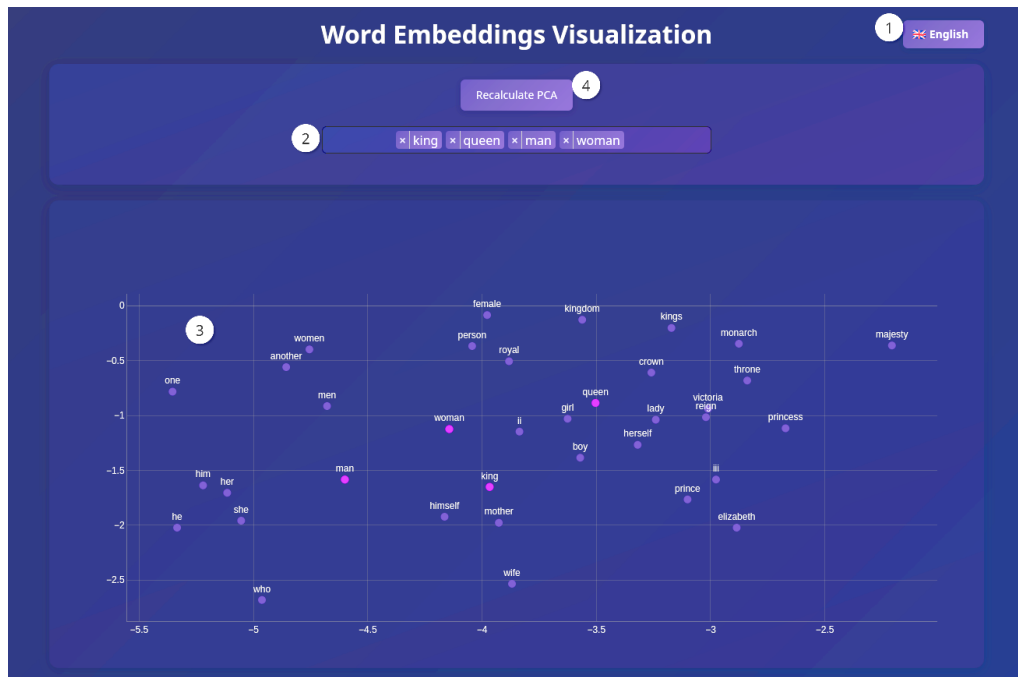 Word Embeddings Visualization
1
🇬🇧 English
Recalculate PCA
4
2
× king × queen × man × woman
3
0
−0.5
−1
−1.5
−2
−2.5
female
kingdom
kings
person
royal
monarch
majesty
women
another
one
men
crown
throne
queen
victoria
reign
woman
ii
girl
lady
princess
herself
boy
him
her
man
king
iii
prince
he
she
himself
mother
elizabeth
wife
who
−5.5
−5
−4.5
−4
−3.5
−3
−2.5